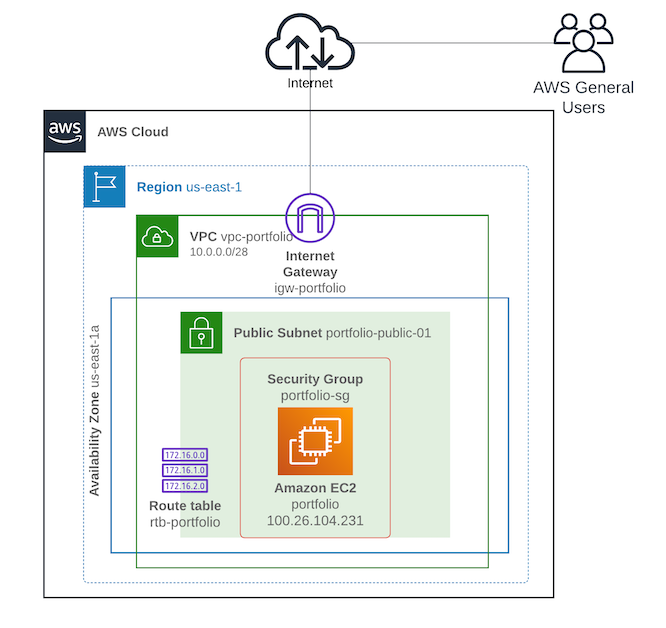 Internet
AWS General
Users
aws
AWS Cloud
Region us-east-1
VPC vpc-portfolio
10.0.0.0/28
Internet
Gateway
igw-portfolio
Availability Zone us-east-1a
Public Subnet portfolio-public-01
Security Group
portfolio-sg
172.16.0.0
172.16.1.0
172.16.2.0
Route table
rtb-portfolio
Amazon EC2
portfolio
100.26.104.231